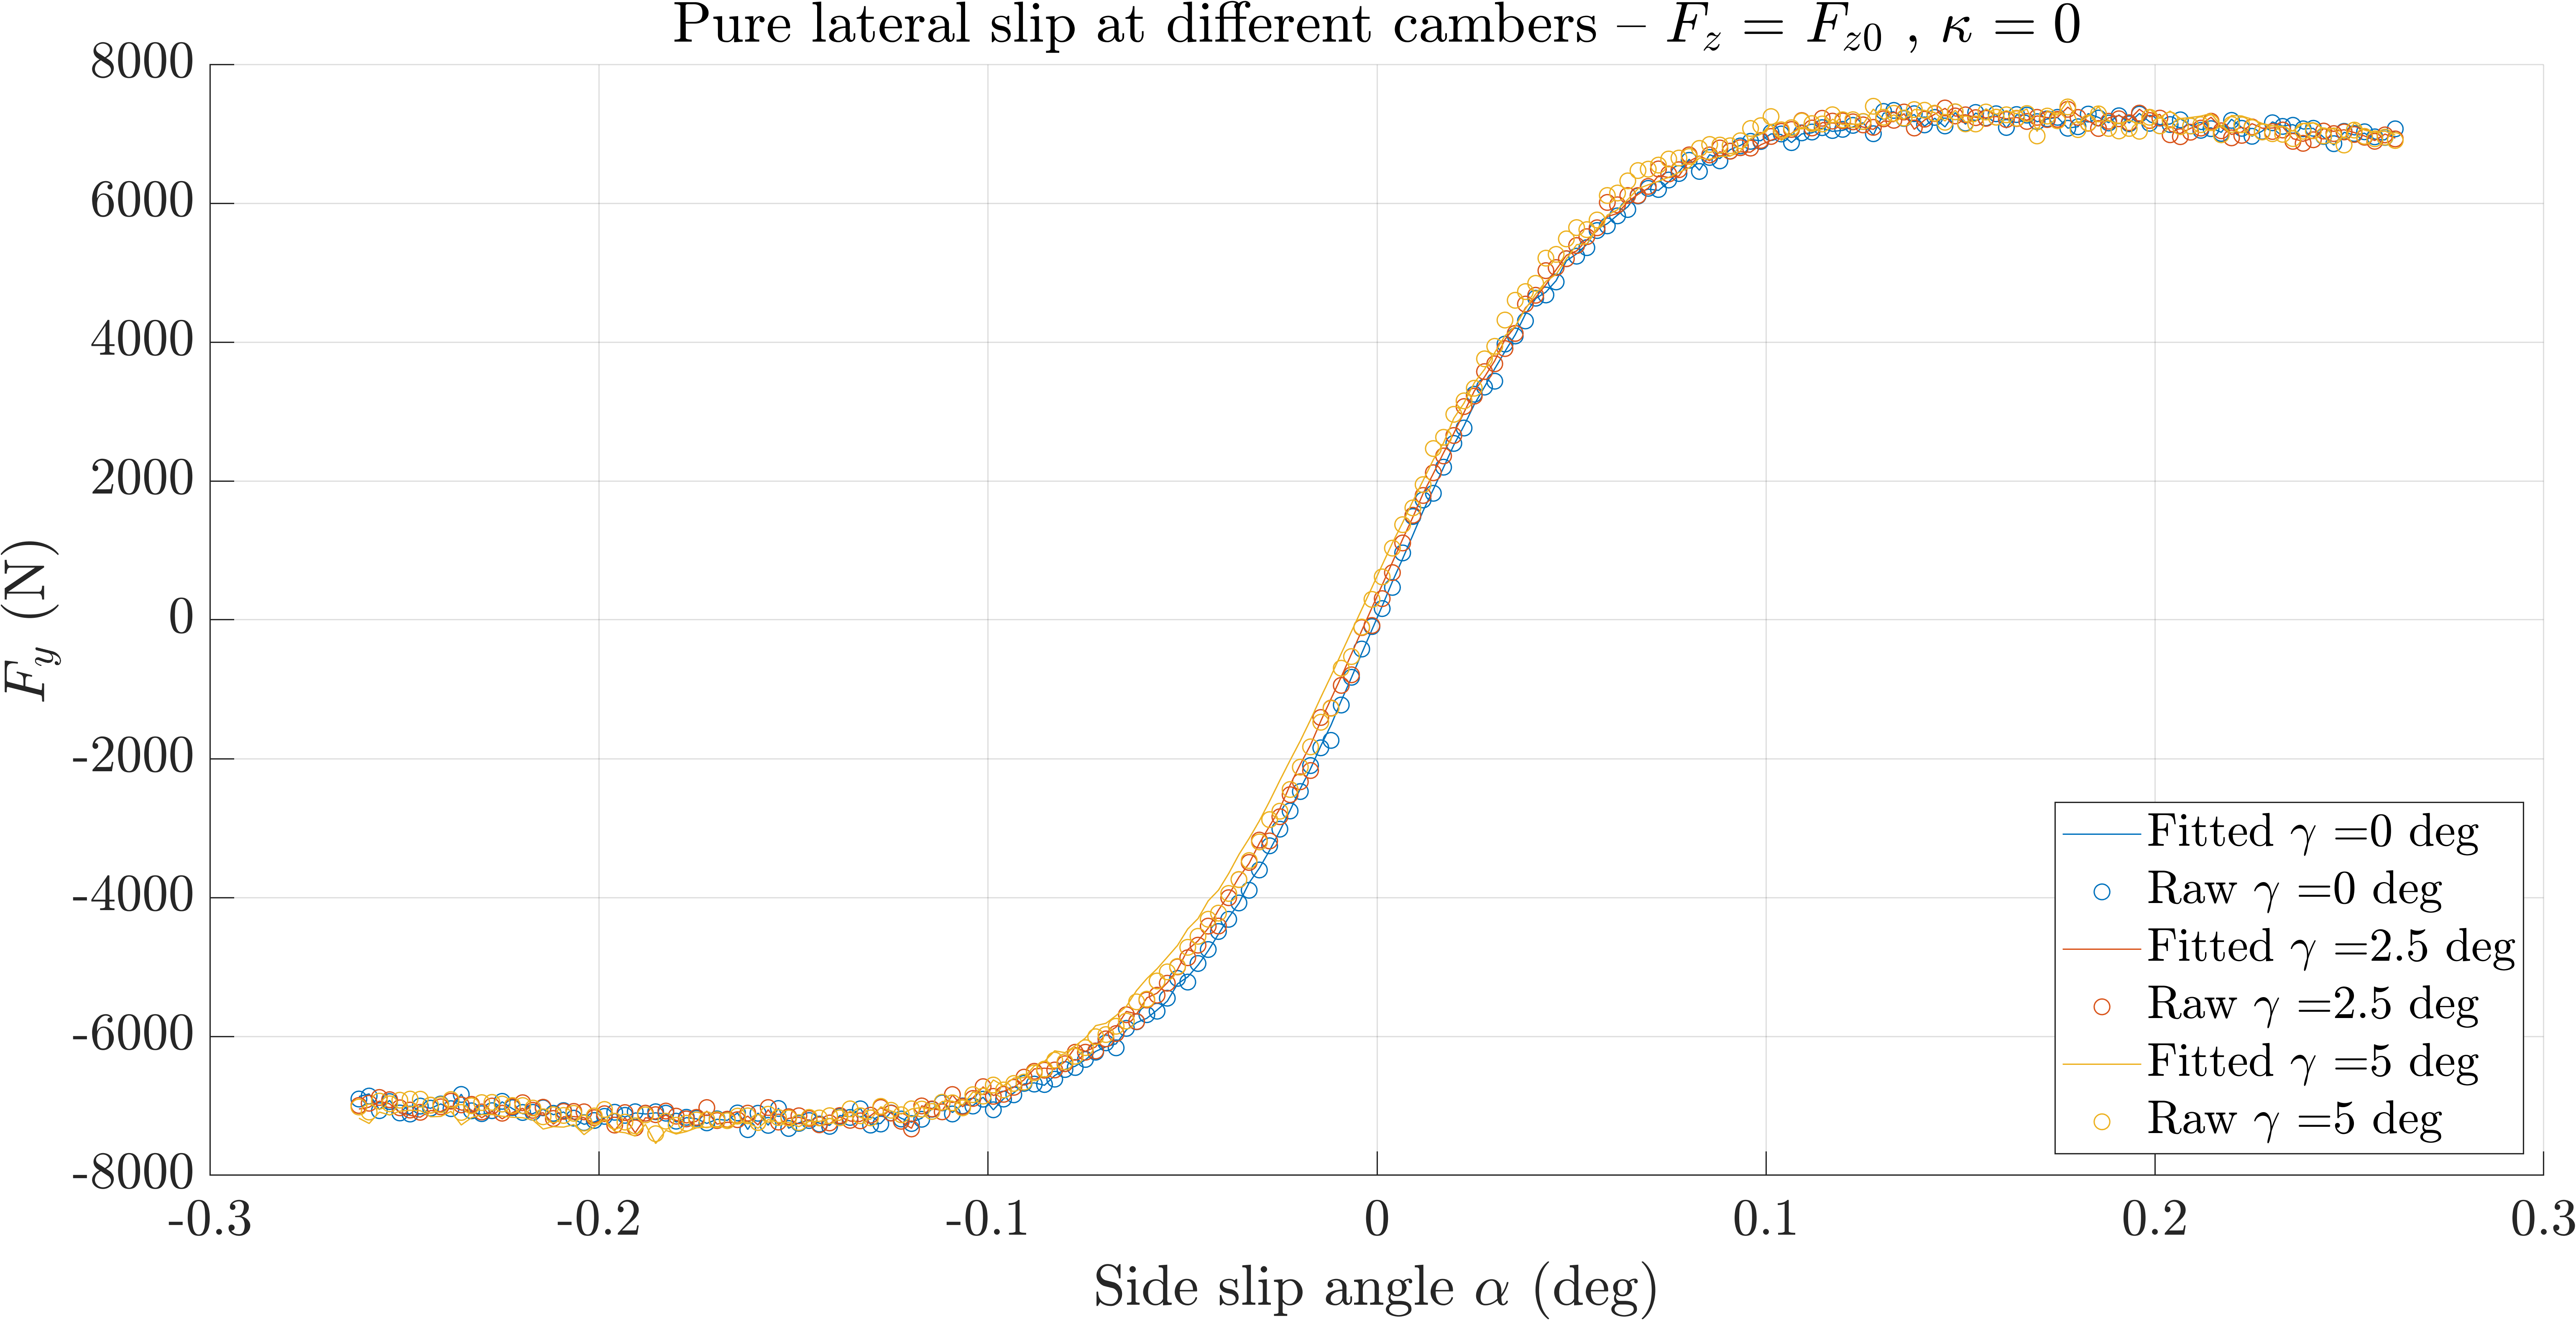 Pure lateral slip at different cambers – F_z = F_{z0} , κ = 0
8000
6000
4000
2000
0
-2000
-4000
-6000
-8000
F_y (N)
-0.3
-0.2
-0.1
0
0.1
0.2
0.3
Side slip angle α (deg)
Fitted γ =0 deg
Raw γ =0 deg
Fitted γ =2.5 deg
Raw γ =2.5 deg
Fitted γ =5 deg
Raw γ =5 deg